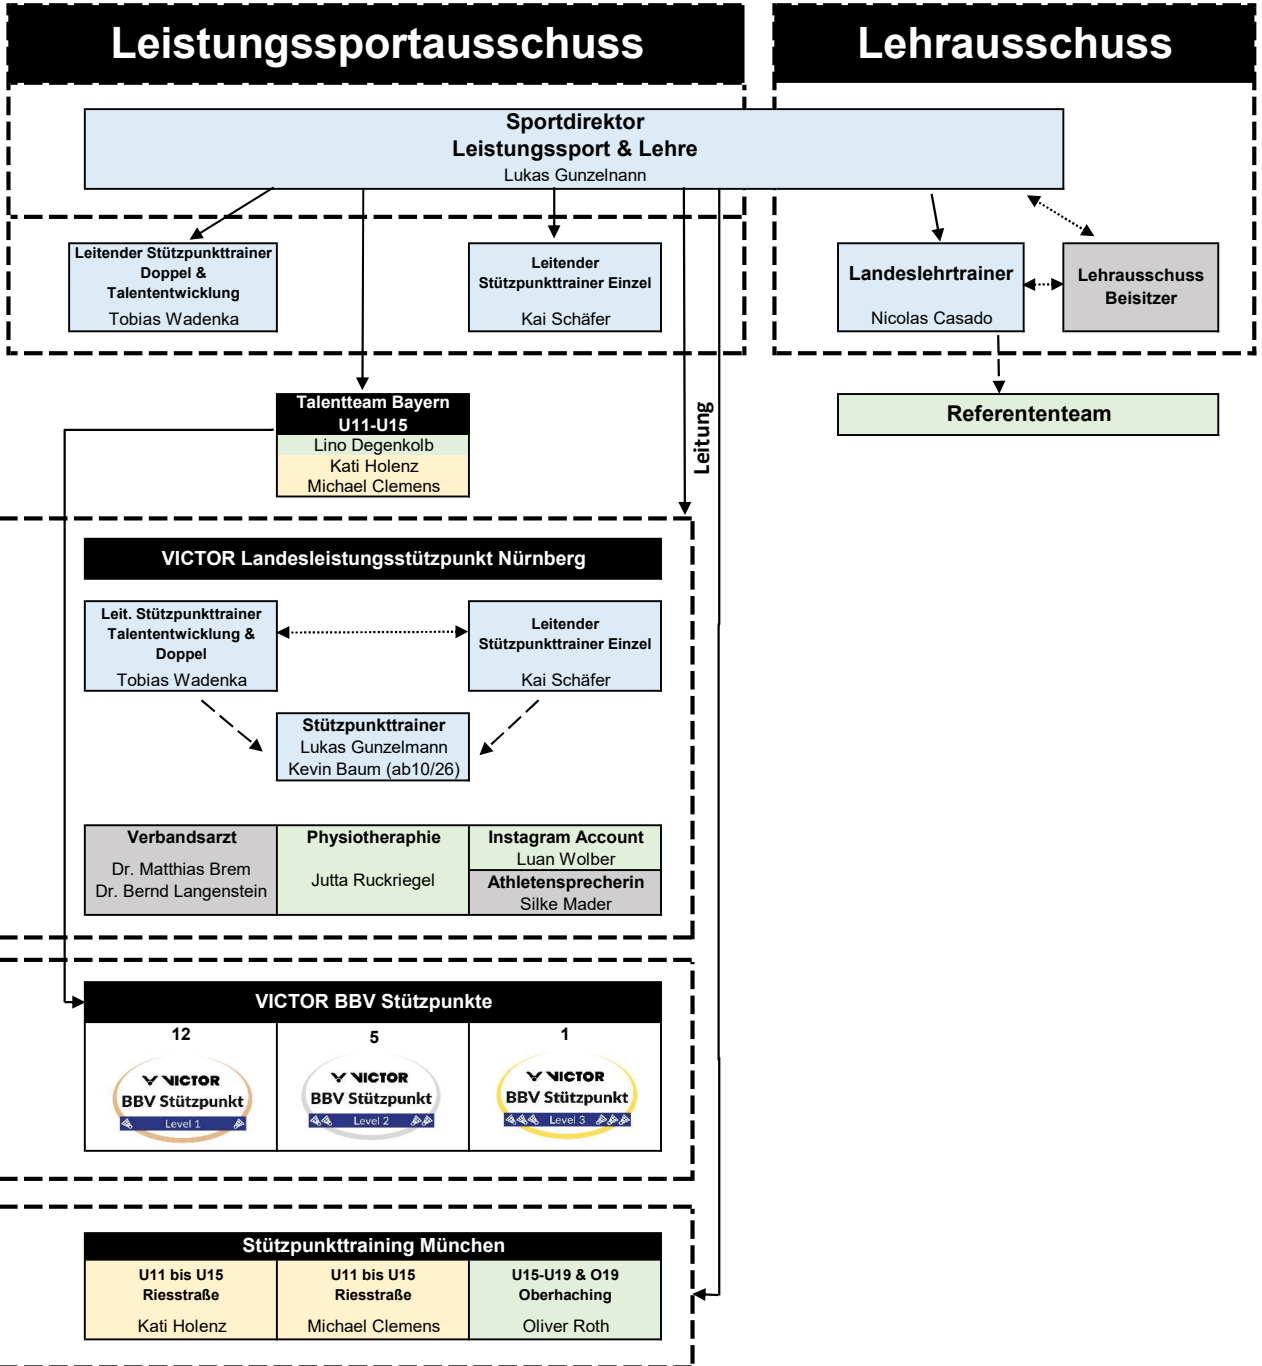 Leistungssportausschuss
Lehrausschuss
Sportdirektor
Leistungssport & Lehre
Lukas Gunzelnann
Leitender Stützpunkttrainer
Doppel &
Talententwicklung
Tobias Wadenka
Leitender
Stützpunkttrainer Einzel
Kai Schäfer
Landeslehrtrainer
Nicolas Casado
Lehrausschuss
Beisitzer
Talentteam Bayern
U11-U15
Lino Degenkolb
Kati Holenz
Michael Clemens
Leitung
Referententeam
VICTOR Landesleistungsstützpunkt Nürnberg
Leit. Stützpunkttrainer
Talententwicklung &
Doppel
Tobias Wadenka
Leitender
Stützpunkttrainer Einzel
Kai Schäfer
Stützpunkttrainer
Lukas Gunzelmann
Kevin Baum (ab10/26)
Verbandsarzt
Dr. Matthias Brem
Dr. Bernd Langenstein
Physiotheraphie
Jutta Ruckriegel
Instagram Account
Luan Wolber
Athletensprecherin
Silke Mader
VICTOR BBV Stützpunkte
12
VICTOR
BBV Stützpunkt
Level 1
5
VICTOR
BBV Stützpunkt
Level 2
1
VICTOR
BBV Stützpunkt
Level 3
Stützpunkttraining München
U11 bis U15
Riesstraße
Kati Holenz
U11 bis U15
Riesstraße
Michael Clemens
U15-U19 & O19
Oberhaching
Oliver Roth